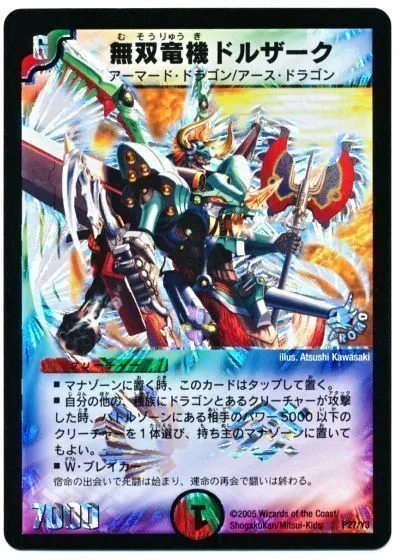 むそうりゅうき
6
無双竜機ドルザーク
アーマード・ドラゴン/アース・ドラゴン
PROMO
illus. Atsushi Kawasaki
クリーチャー
■ マナゾーンに置く時、このカードはタップして置く。
■ 自分の他の、種族にドラゴンとあるクリーチャーが攻撃
した時、バトルゾーンにある相手のパワー5000以下の
クリーチャーを1体選び、持ち主のマナゾーンに置いて
もよい。
■ W・ブレイカー
宿命の出会いで死闘は始まり、運命の再会で闘いは終わる。
7000
1
©2005 Wizards of the Coast/
Shogakukan/Mitsui-Kids
P27/Y3